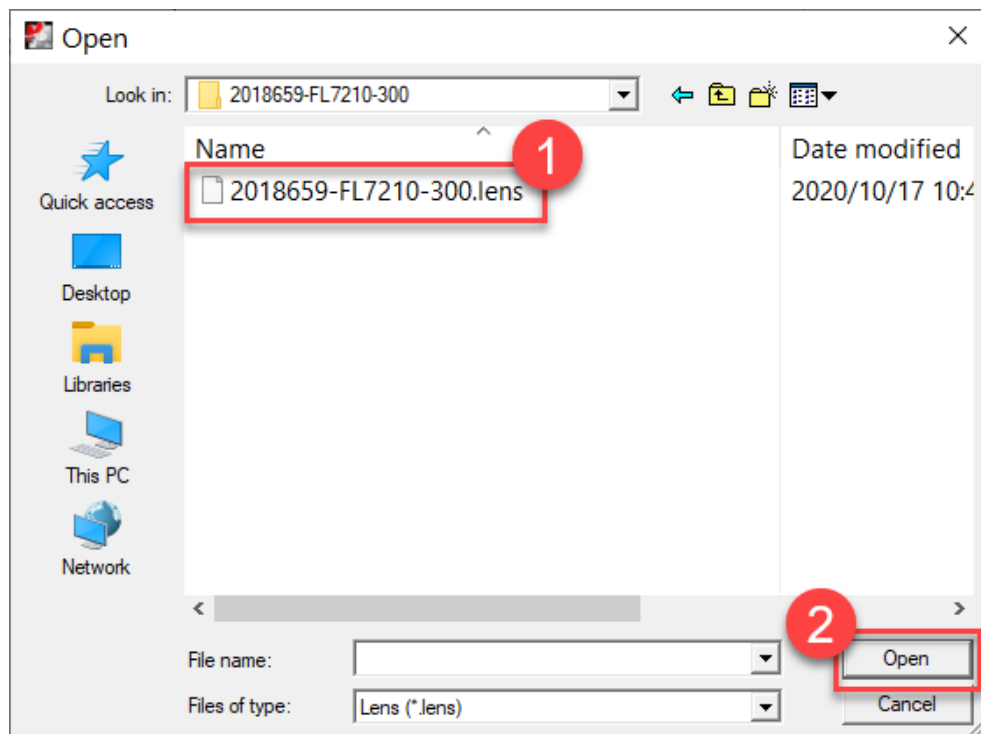 Open
Look in:
2018659-FL7210-300
Name
Date modified
1
2018659-FL7210-300.lens
2020/10/17 10:4
Quick access
Desktop
Libraries
This PC
Network
2
File name:
Open
Files of type:
Lens (*.lens)
Cancel